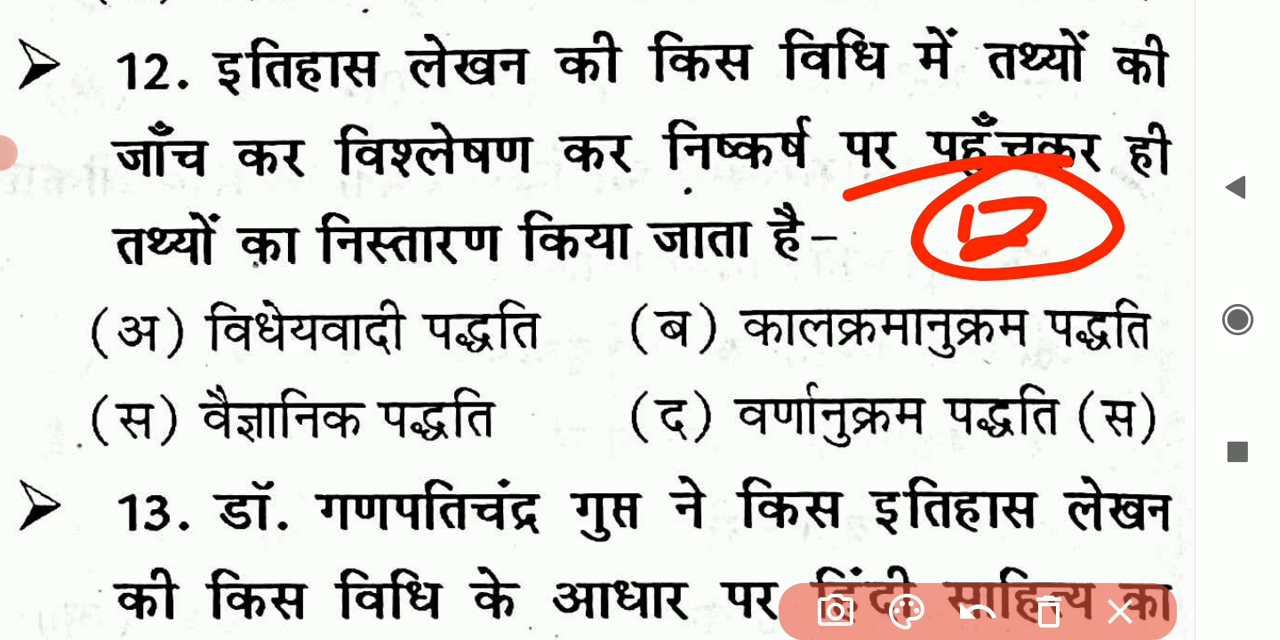 12. इतिहास लेखन की किस विधि में तथ्यों की
जाँच कर विश्लेषण कर निष्कर्ष पर पहुँचकर ही
तथ्यों का निस्तारण किया जाता है– 12
(अ) विधेयवादी पद्धति (ब) कालक्रमानुक्रम पद्धति
(स) वैज्ञानिक पद्धति (द) वर्णानुक्रम पद्धति (स)
13. डॉ. गणपतिचंद्र गुप्त ने किस इतिहास लेखन
की किस विधि के आधार पर हिंदी साहित्य का